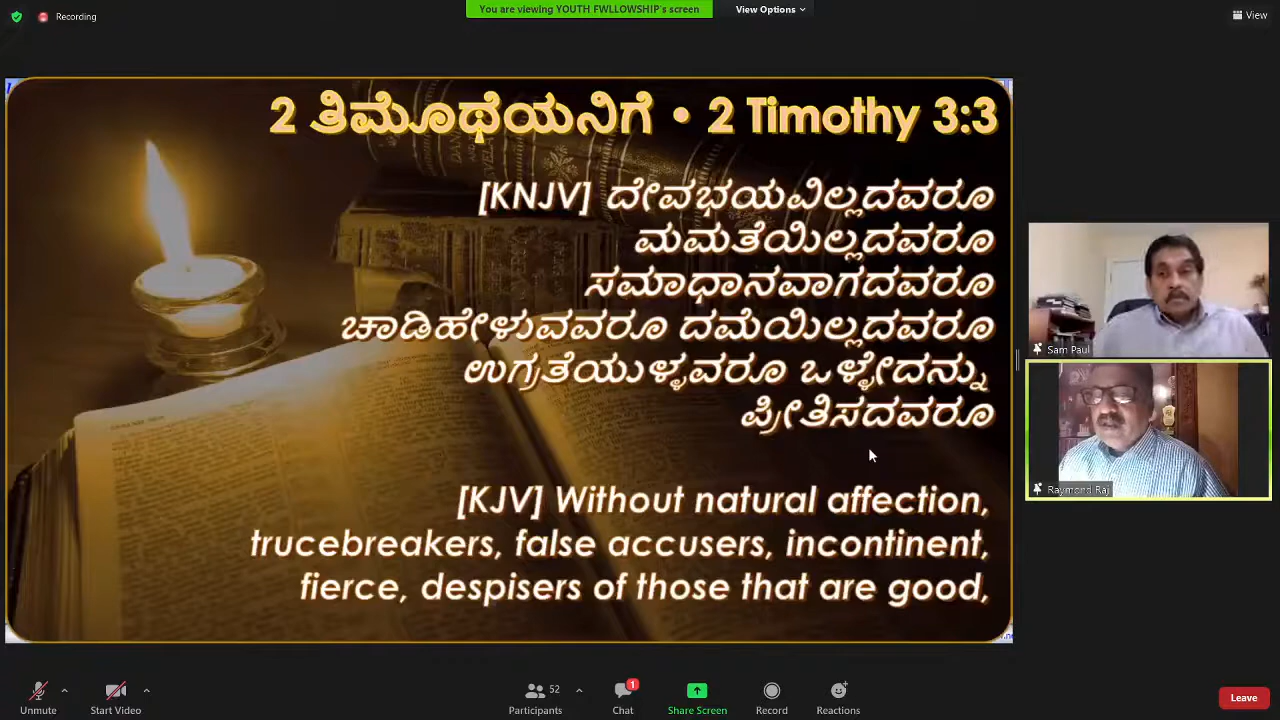 Recording
You are viewing YOUTH FWLLOWSHIP's screen
View Options
View
2 ತಿಮೊಥೆಯನಿಗೆ • 2 Timothy 3:3
[KNJV] ದೇವಭಯವಿಲ್ಲದವರೂ
ಮಮತೆಯಿಲ್ಲದವರೂ
ಸಮಾಧಾನವಾಗದವರೂ
ಚಾಡಿಹೇಳುವವರೂ ದಮೆಯಿಲ್ಲದವರೂ
ಉಗ್ರತೆಯುಳ್ಳವರೂ ಒಳ್ಳೇದನ್ನು
ಪ್ರೀತಿಸದವರೂ
[KJV] Without natural affection,
trucebreakers, false accusers, incontinent,
fierce, despisers of those that are good,
Sam Paul
Raymond Raj
Unmute
Start Video
52
Participants
1
Chat
Share Screen
Record
Reactions
Leave